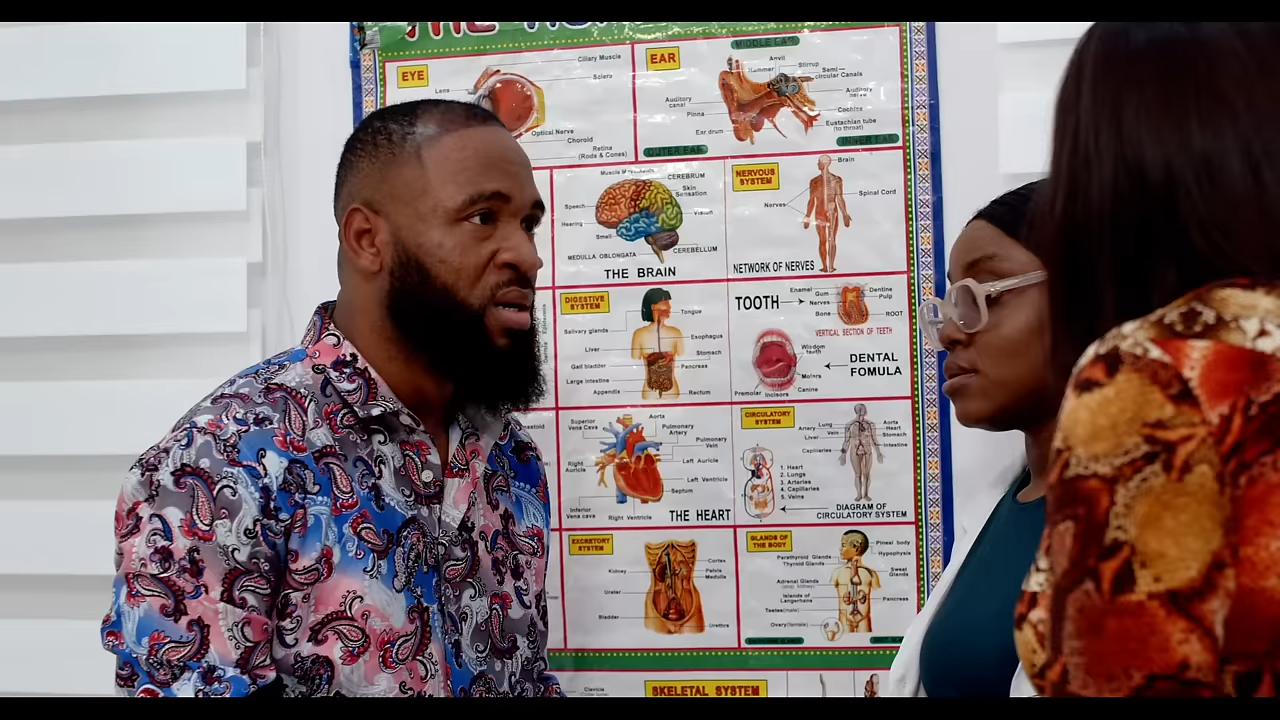 EYE
Ciliary Muscle
Sclera
Lens
Optical Nerve
Choroid
Retina
(Rods & Cones)
EAR
MIDDLE EAR
Anvil
Hammer
Stirrup
Semi-
circular Canals
Auditory
canal
Auditory
nerve
Pinna
Cochlea
Eustachian tube
(to throat)
Ear drum
OUTER EAR
INNER EAR
CEREBRUM
Skin
Sensation
Speech
Vision
Hearing
Smell
MEDULLA OBLONGATA
CEREBELLUM
THE BRAIN
NERVOUS
SYSTEM
Brain
Spinal Cord
Nerves
NETWORK OF NERVES
DIGESTIVE
SYSTEM
Tongue
Salivary glands
Esophagus
Liver
Stomach
Gall bladder
Pancreas
Large intestine
Appendix
Rectum
TOOTH
Enamel
Gum
Nerves
Bone
Dentine
Pulp
ROOT
VERTICAL SECTION OF TEETH
Wisdom
teeth
DENTAL
FOMULA
Molars
Canine
Premolar
Incisors
Superior
Vena Cava
Aorta
Pulmonary
Artery
Pulmonary
Vein
Right
Auricle
Left Auricle
Left Ventricle
Septum
Inferior
Vena cava
Right Ventricle
THE HEART
CIRCULATORY
SYSTEM
Artery
Lung
Liver
Vein
Capillaries
Aorta
Heart
Stomach
Intestine
1. Heart
2. Lungs
3. Arteries
4. Capillaries
5. Veins
DIAGRAM OF
CIRCULATORY SYSTEM
EXCRETORY
SYSTEM
Cortex
Kidney
Pelvis
Medulla
Ureter
Bladder
Urethra
GLANDS OF
THE BODY
Pineal body
Hypophysis
Parathyroid Glands
Thyroid Glands
Sweat
Glands
Adrenal Glands
Islands of
Langerhans
Pancreas
Testes(male)
Ovary(female)
SKELETAL SYSTEM
Clavicle